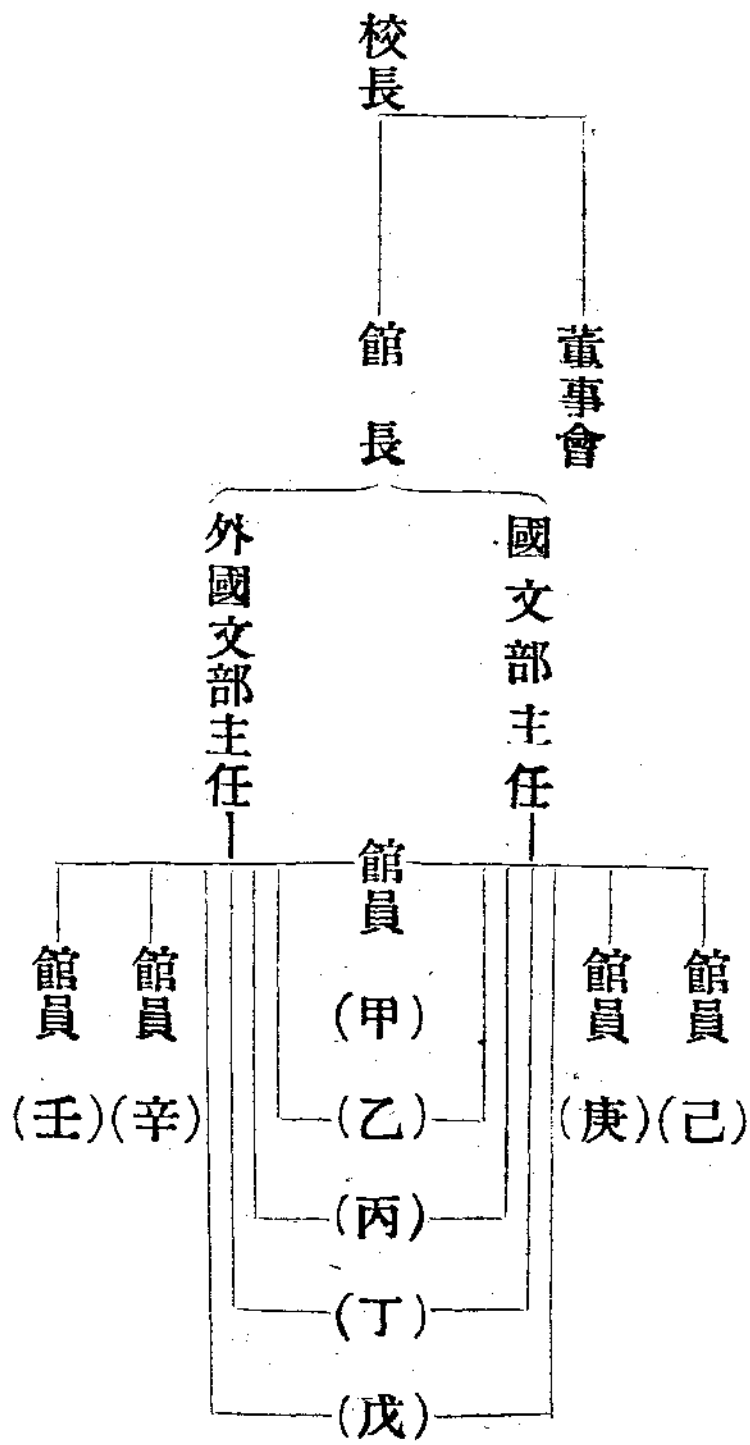 校長
董事會
館長
國文部主任
外國文部主任
館員
(甲)
(乙)
(丙)
(丁)
(戊)
館員
(己)
館員
(庚)
館員
(辛)
館員
(壬)